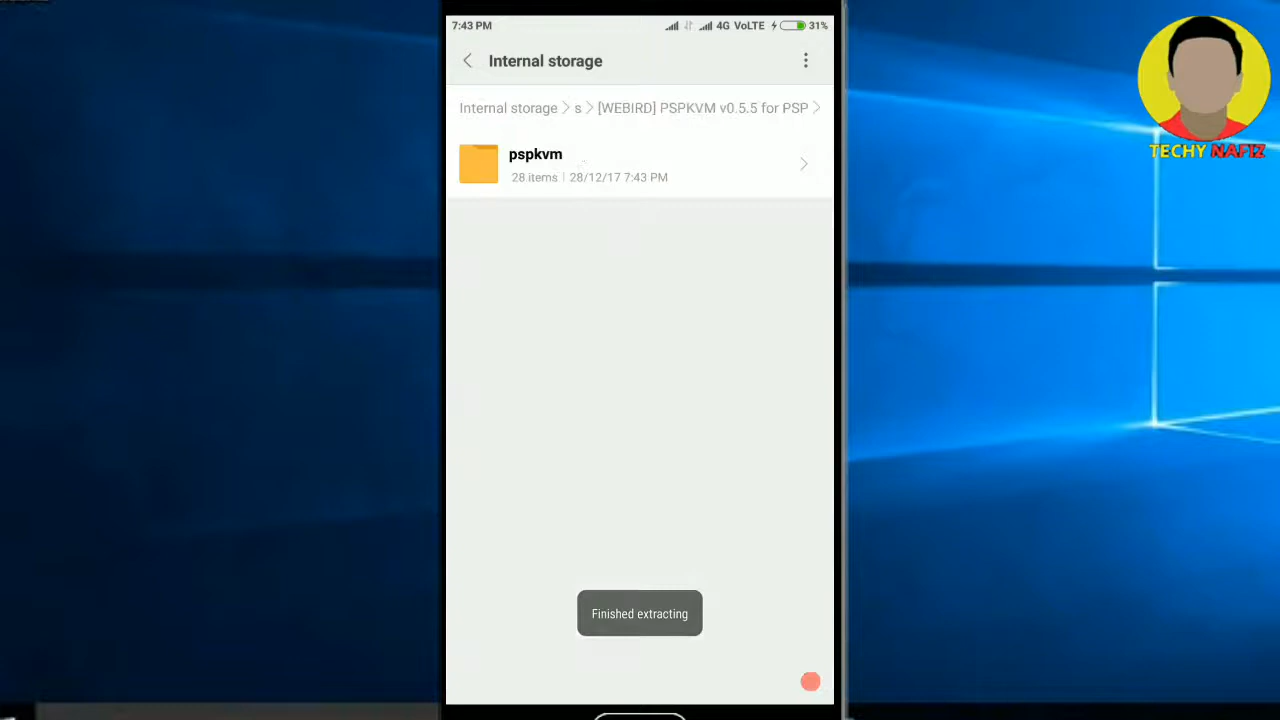 7:43 PM 4G VoLTE 31%
Internal storage
Internal storage > s > [WEBIRD] PSPKVM v0.5.5 for PSP >
pspkvm
28 items | 28/12/17 7:43 PM
Finished extracting
TECHY NAFIZ